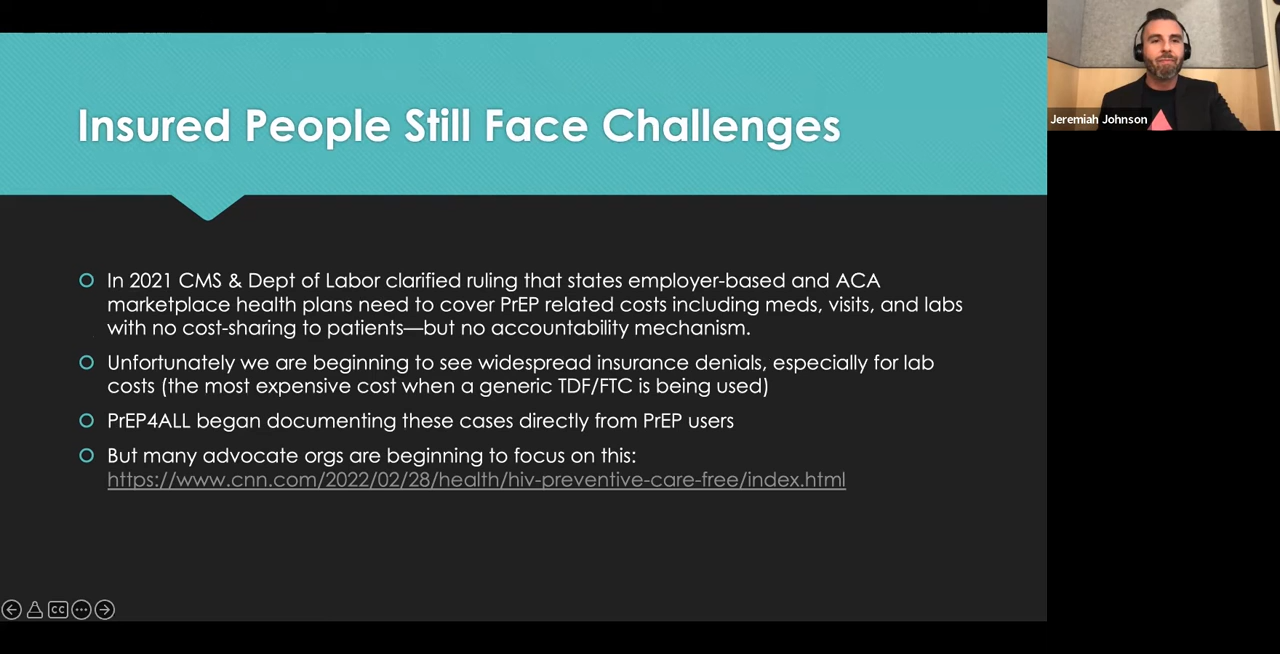 Insured People Still Face Challenges
In 2021 CMS & Dept of Labor clarified ruling that states employer-based and ACA
marketplace health plans need to cover PrEP related costs including meds, visits, and labs
with no cost-sharing to patients—but no accountability mechanism.
Unfortunately we are beginning to see widespread insurance denials, especially for lab
costs (the most expensive cost when a generic TDF/FTC is being used)
PrEP4ALL began documenting these cases directly from PrEP users
But many advocate orgs are beginning to focus on this:
https://www.cnn.com/2022/02/28/health/hiv-preventive-care-free/index.html
CC
Jeremiah Johnson